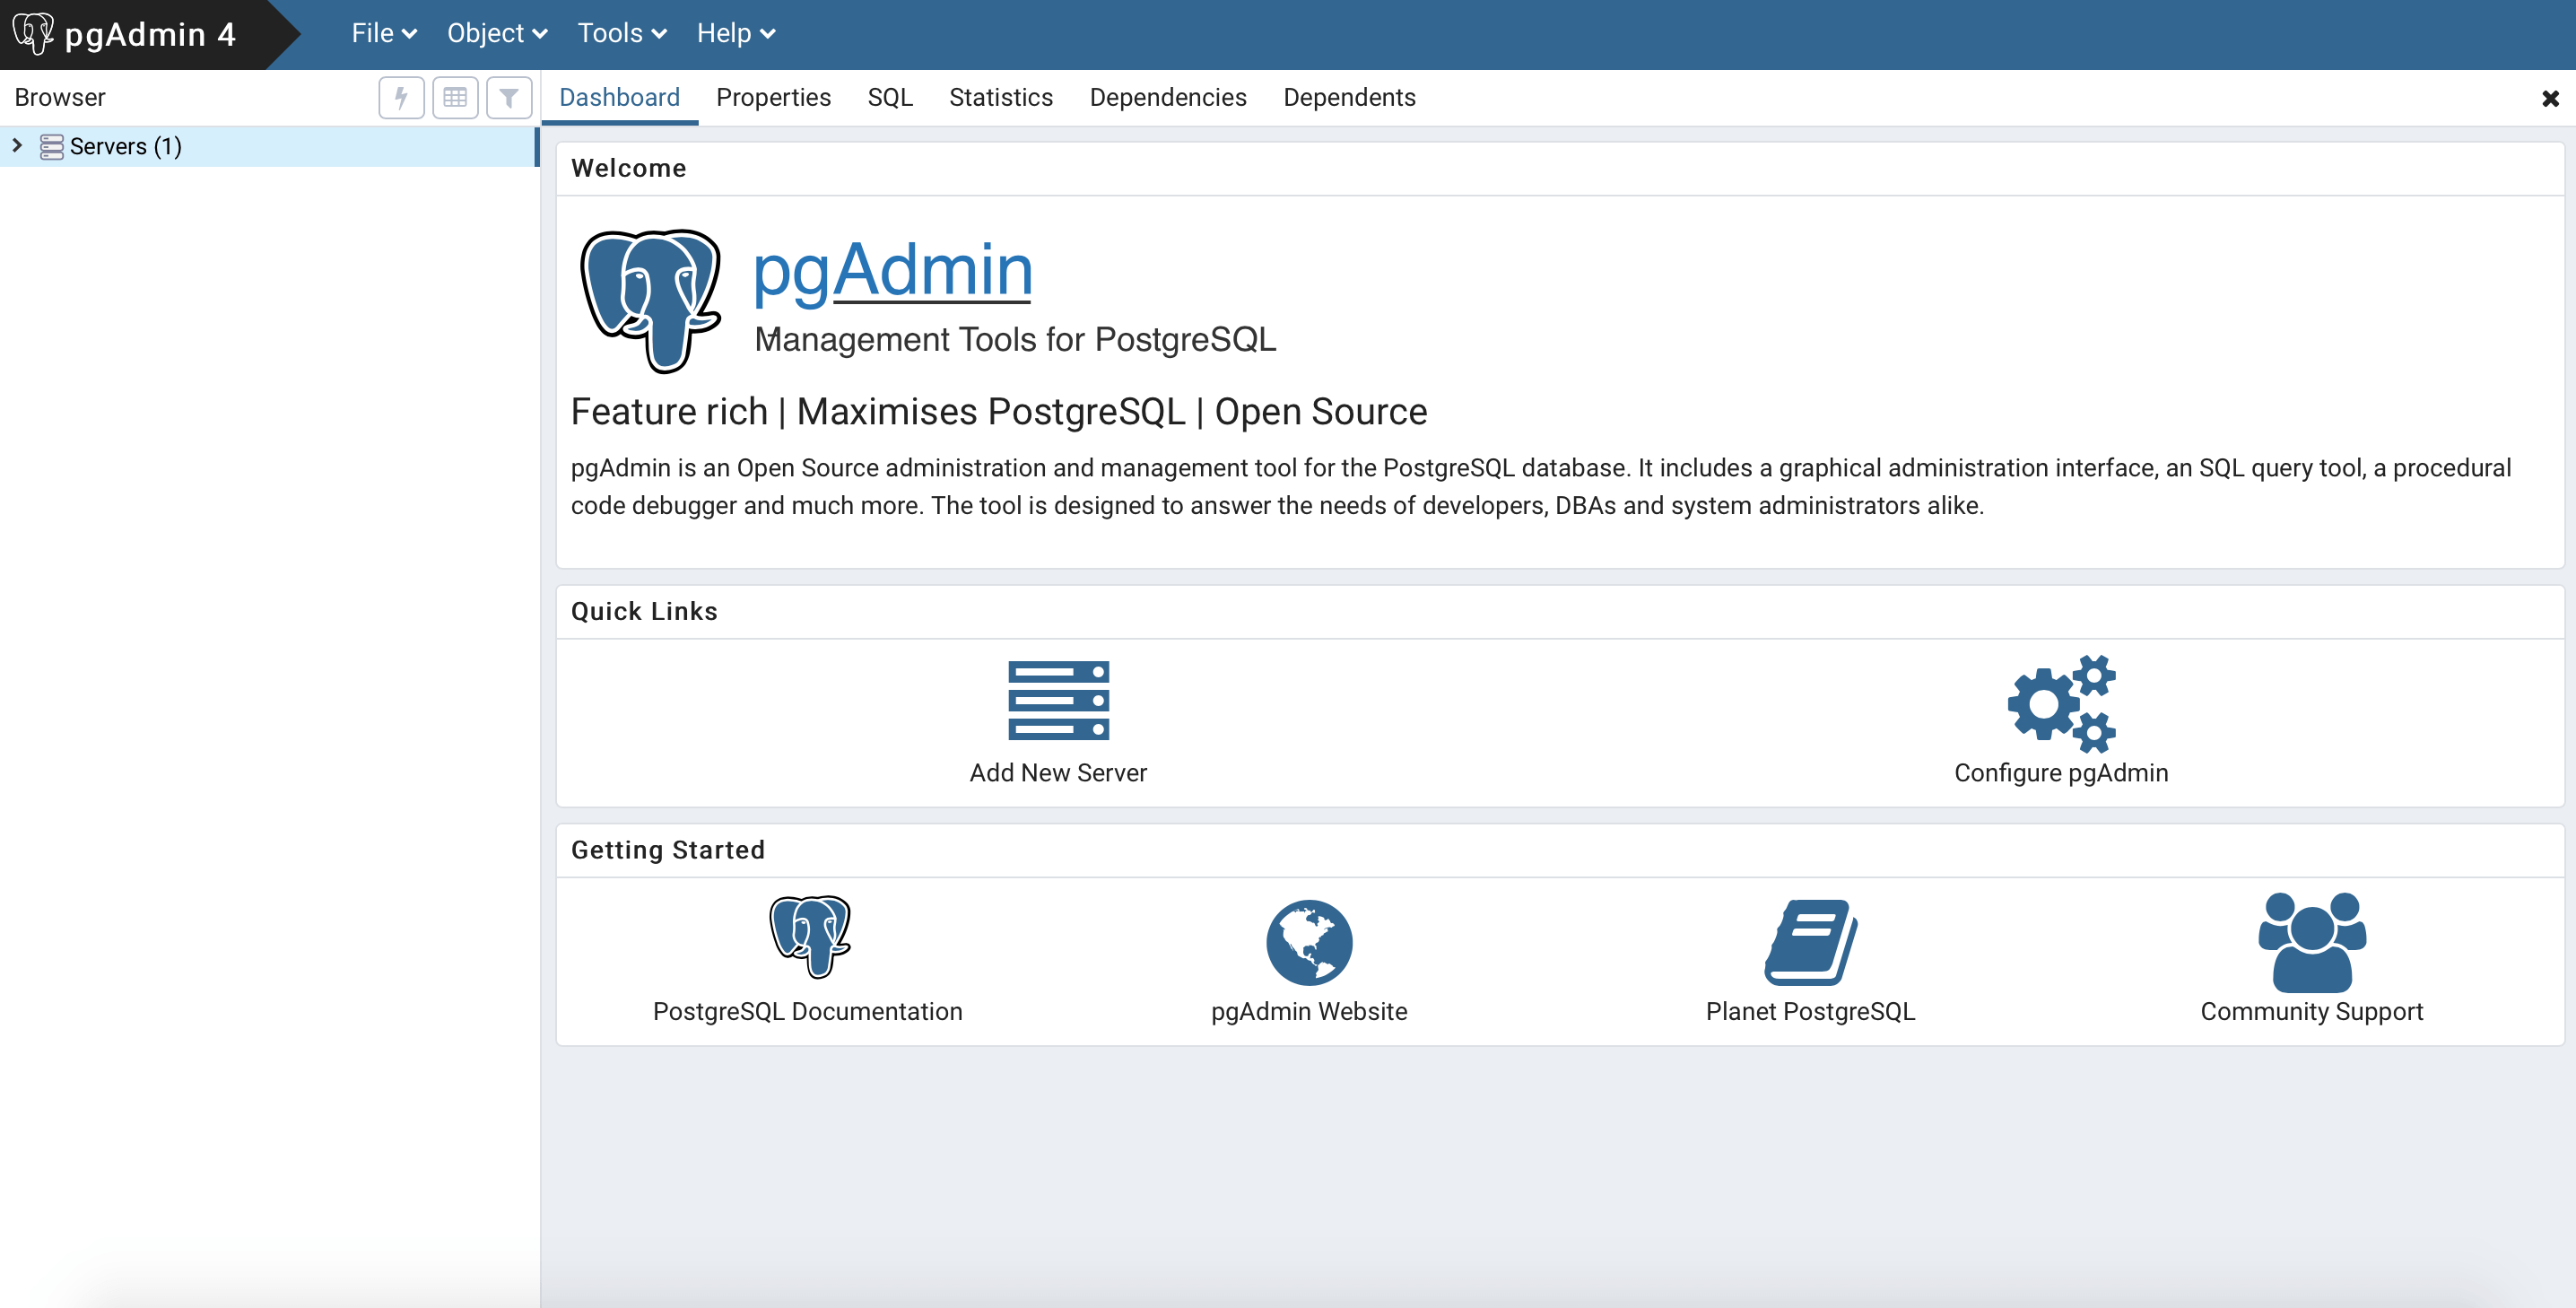 pgAdmin 4
File Object Tools Help
Browser
Dashboard Properties SQL Statistics Dependencies Dependents
Servers (1)
Welcome
pgAdmin
Management Tools for PostgreSQL
Feature rich | Maximises PostgreSQL | Open Source
pgAdmin is an Open Source administration and management tool for the PostgreSQL database. It includes a graphical administration interface, an SQL query tool, a procedural
code debugger and much more. The tool is designed to answer the needs of developers, DBAs and system administrators alike.
Quick Links
Add New Server
Configure pgAdmin
Getting Started
PostgreSQL Documentation
pgAdmin Website
Planet PostgreSQL
Community Support